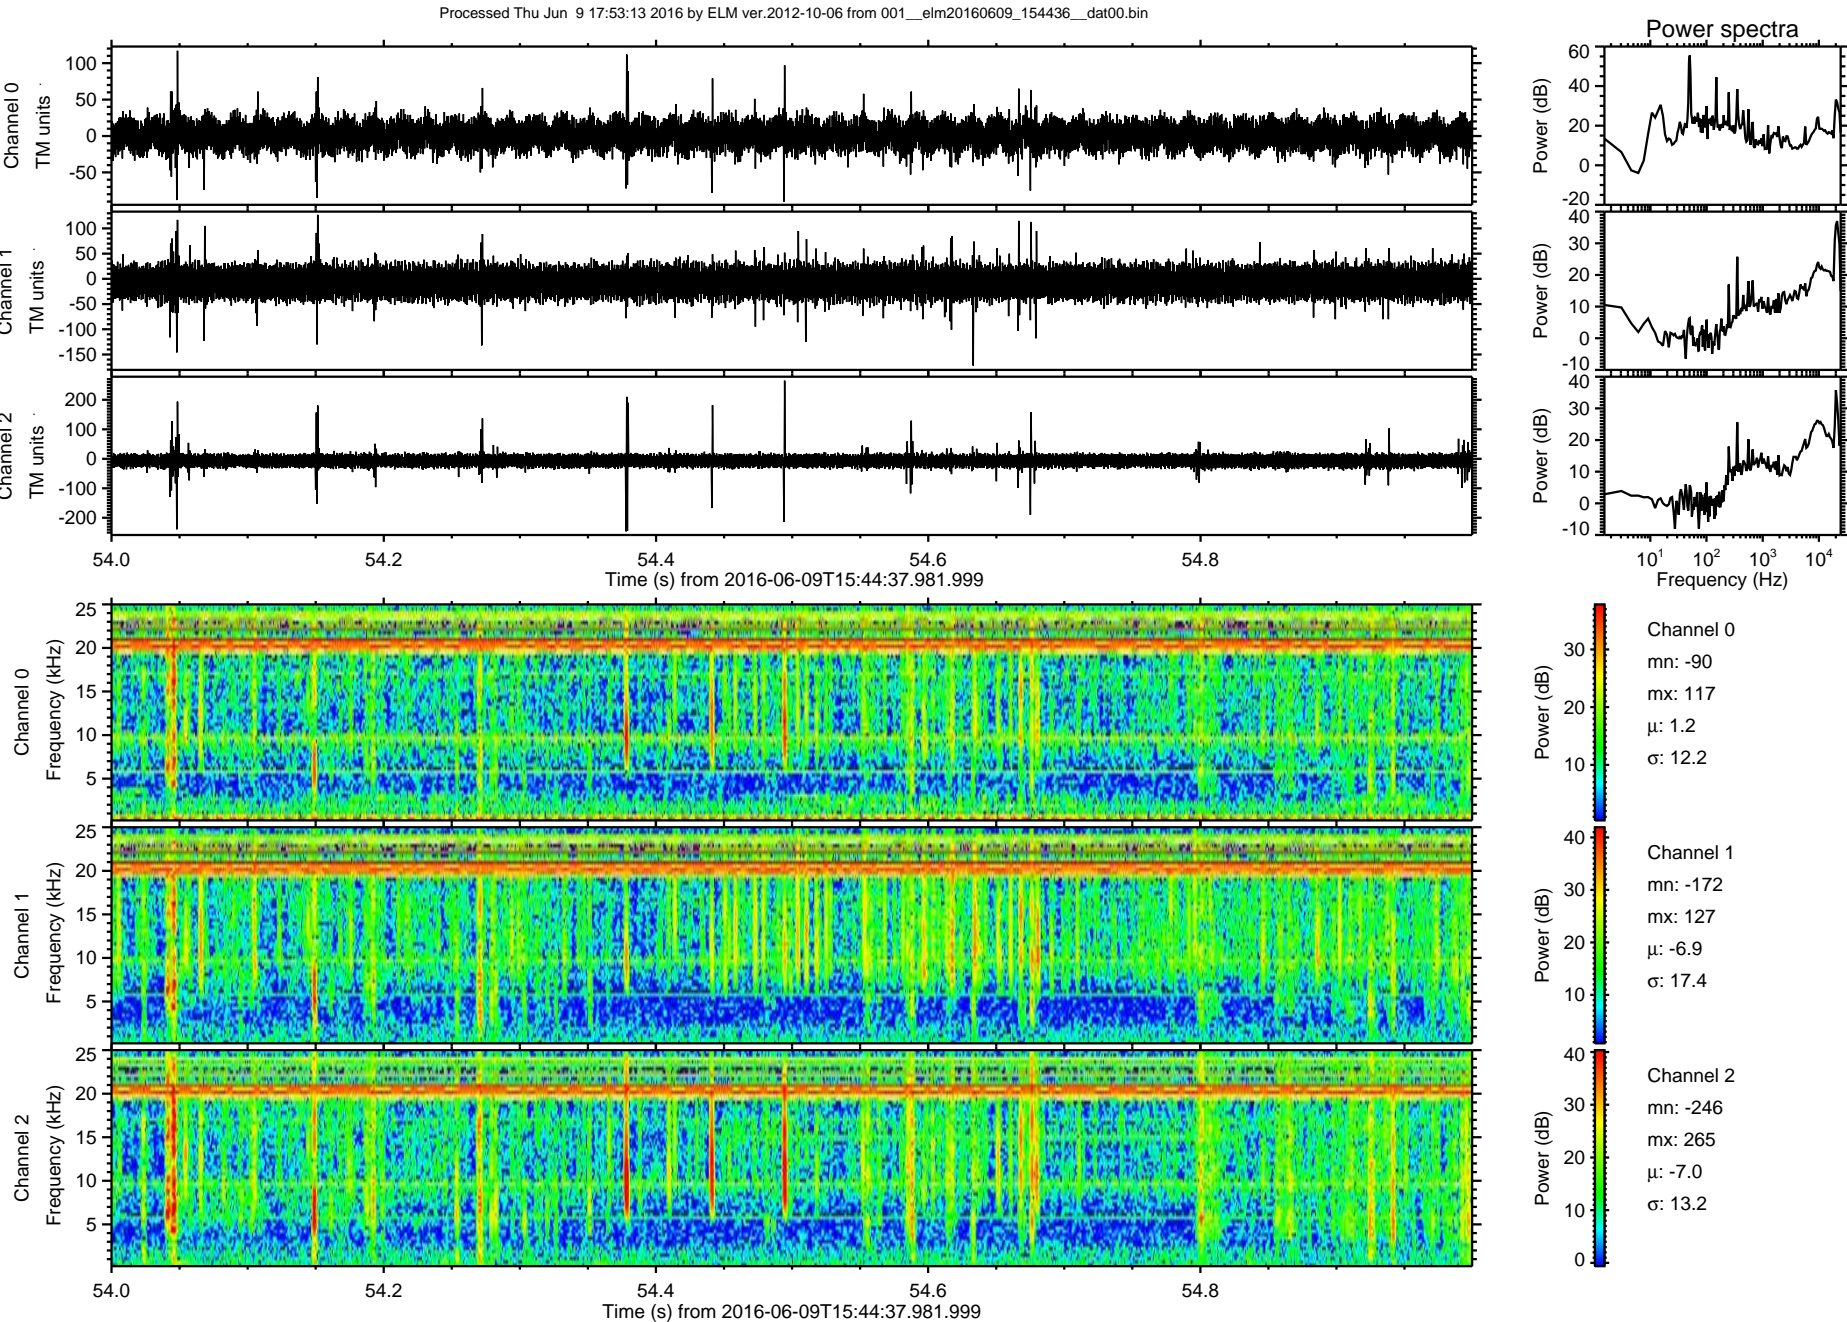 Processed Thu Jun  9 17:53:13 2016 by ELM ver.2012-10-06 from 001__elm20160609_154436__dat00.bin
Power spectra
Channel 0
TM units
100
50
0
-50
Power (dB)
60
40
20
0
-20
Channel 1
TM units
100
50
0
-50
-100
-150
Power (dB)
40
30
20
10
0
-10
Channel 2
TM units
200
100
0
-100
-200
Power (dB)
40
30
20
10
0
-10
54.0 54.2 54.4 54.6 54.8
Time (s) from 2016-06-09T15:44:37.981.999
10^1 10^2 10^3 10^4
Frequency (Hz)
Channel 0
Frequency (kHz)
25
20
15
10
5
Power (dB)
30
20
10
Channel 0
mn: -90
mx: 117
μ: 1.2
σ: 12.2
Channel 1
Frequency (kHz)
25
20
15
10
5
Power (dB)
40
30
20
10
Channel 1
mn: -172
mx: 127
μ: -6.9
σ: 17.4
Channel 2
Frequency (kHz)
25
20
15
10
5
Power (dB)
40
30
20
10
0
Channel 2
mn: -246
mx: 265
μ: -7.0
σ: 13.2
54.0 54.2 54.4 54.6 54.8
Time (s) from 2016-06-09T15:44:37.981.999